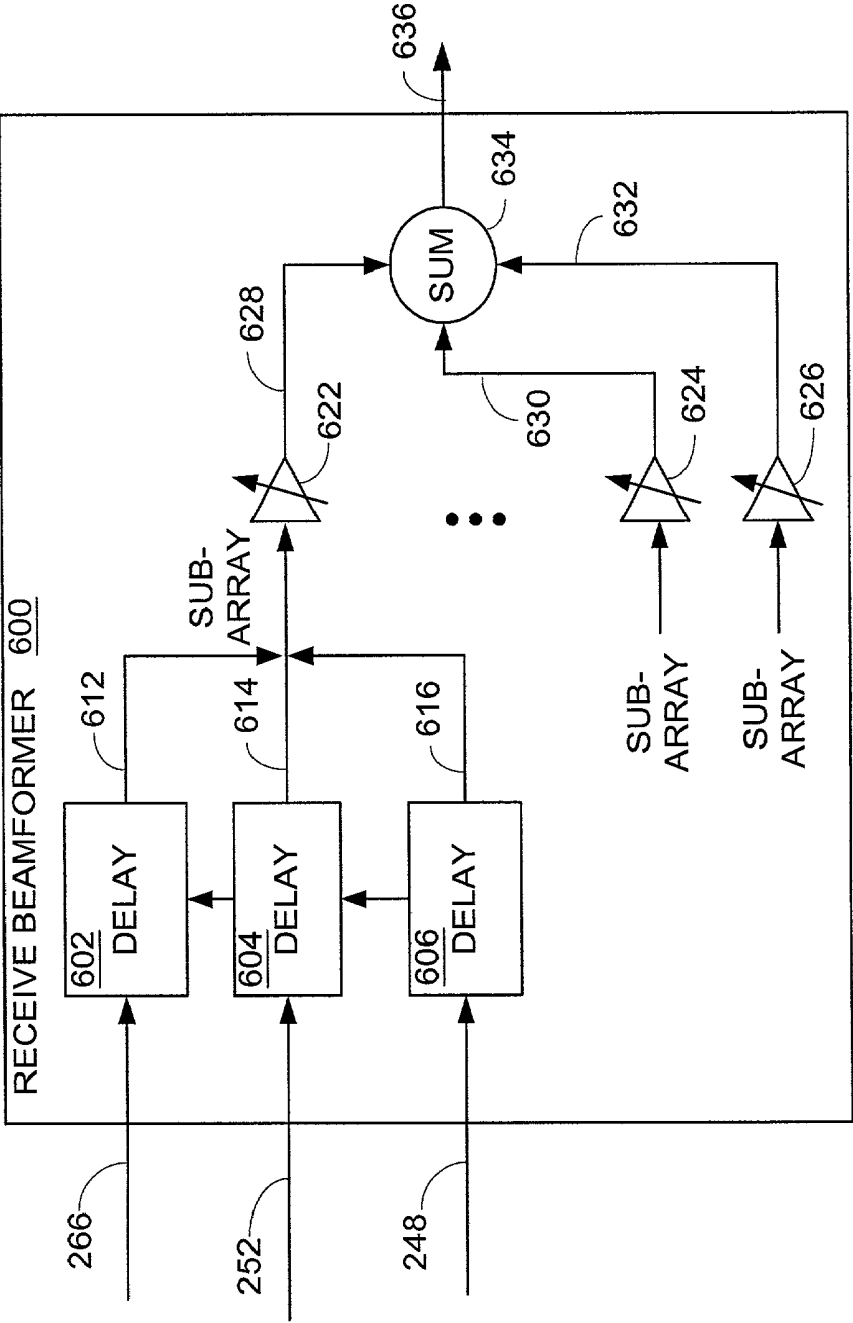 RECEIVE BEAMFORMER 600
266
602
DELAY
612
252
604
DELAY
614
248
606
DELAY
616
SUB-
ARRAY
622
628
SUB-
ARRAY
624
630
SUB-
ARRAY
626
632
SUM
634
636